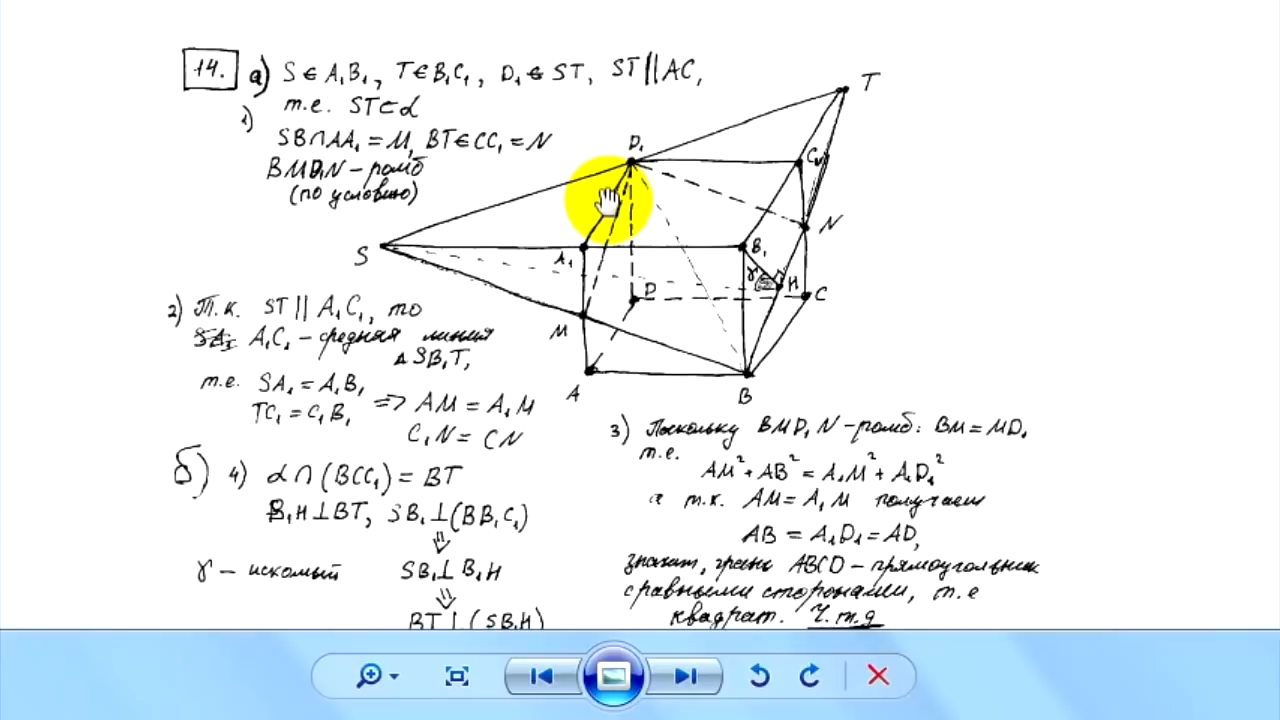 14. а) S ∈ A₁B₁, T ∈ B₁C₁, D₁ ∈ ST, ST ∥ AC,
т.е. ST ⊂ α
1)
SB ∩ AA₁ = M, BT ∈ CC₁ = N
BMD₁N - ромб
(по условию)
T
D₁
C₁
N
S
A₁
B₁
γ
H
D
C
M
A
B
2) Т.к. ST ∥ A₁C₁, то
A₁C₁ - средняя линия
△ SB₁T,
т.е. SA₁ = A₁B₁
TC₁ = C₁B₁ => AM = A₁M
C₁N = CN
3) Поскольку BMD₁N - ромб: BM = MD₁
т.е.
AM² + AB² = A₁M² + A₁D₁²
а т.к. AM = A₁M получаем
AB = A₁D₁ = AD,
значит, грань ABCD - прямоугольник
с равными сторонами, т.е
квадрат. Ч.т.д
б) 4) α ∩ (BCC₁) = BT
B₁H ⊥ BT, SB₁ ⊥ (BB₁C₁)
⇓
γ - искомый SB₁ ⊥ B₁H
⇓
BT ⊥ (SB₁H)